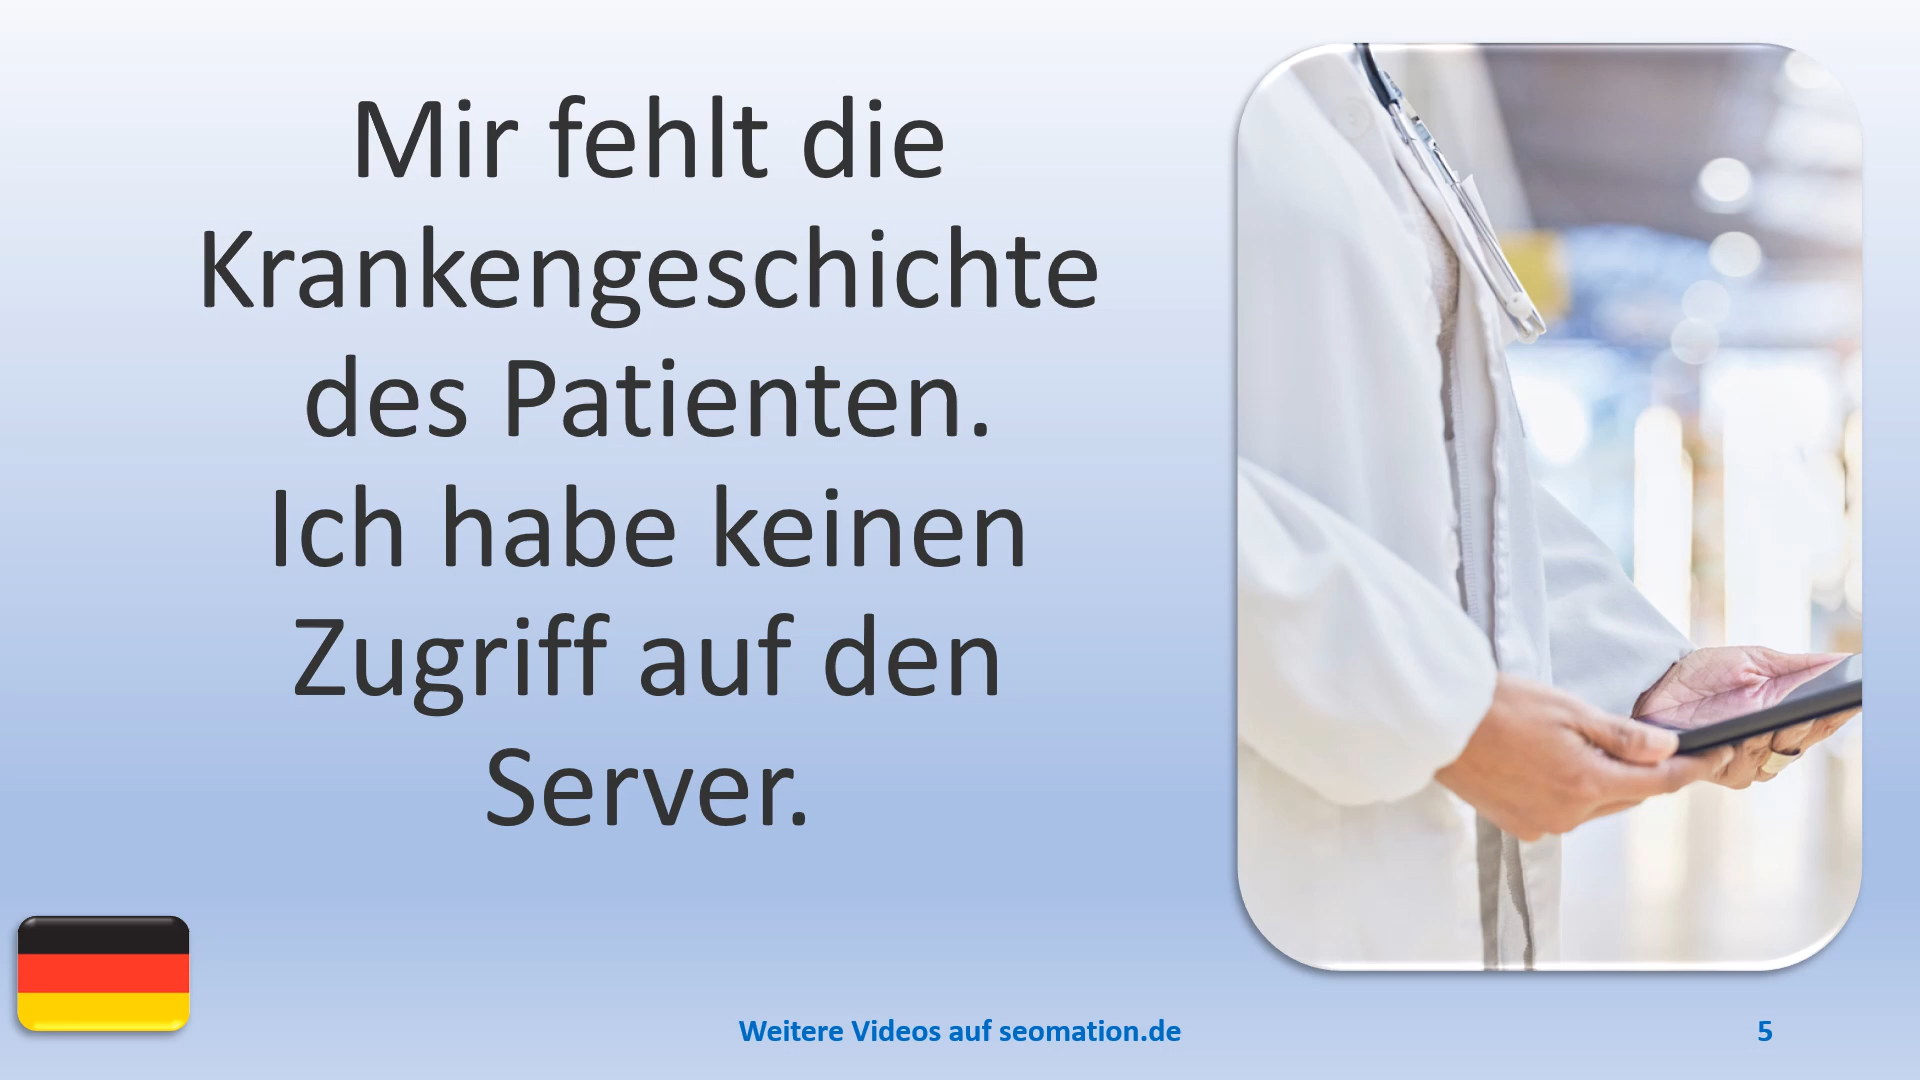 Mir fehlt die
Krankengeschichte
des Patienten.
Ich habe keinen
Zugriff auf den
Server.
Weitere Videos auf seomation.de
5